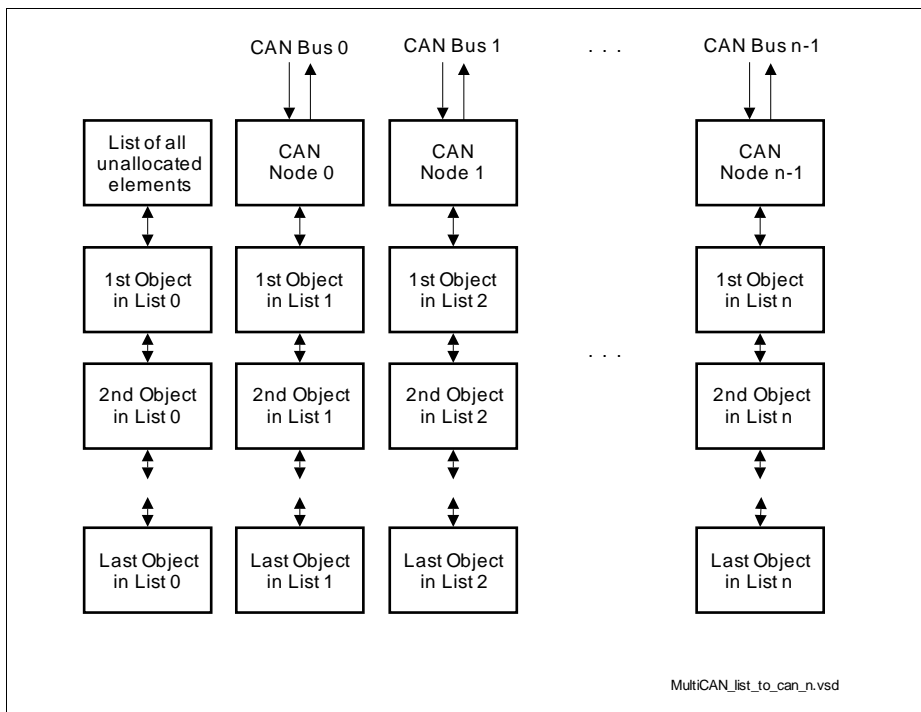 CAN Bus 0
CAN Bus 1
. . .
CAN Bus n-1
List of all
unallocated
elements
CAN
Node 0
CAN
Node 1
CAN
Node n-1
1st Object
in List 0
1st Object
in List 1
1st Object
in List 2
1st Object
in List n
. . .
2nd Object
in List 0
2nd Object
in List 1
2nd Object
in List 2
2nd Object
in List n
Last Object
in List 0
Last Object
in List 1
Last Object
in List 2
Last Object
in List n
MultiCAN_list_to_can_n.vsd